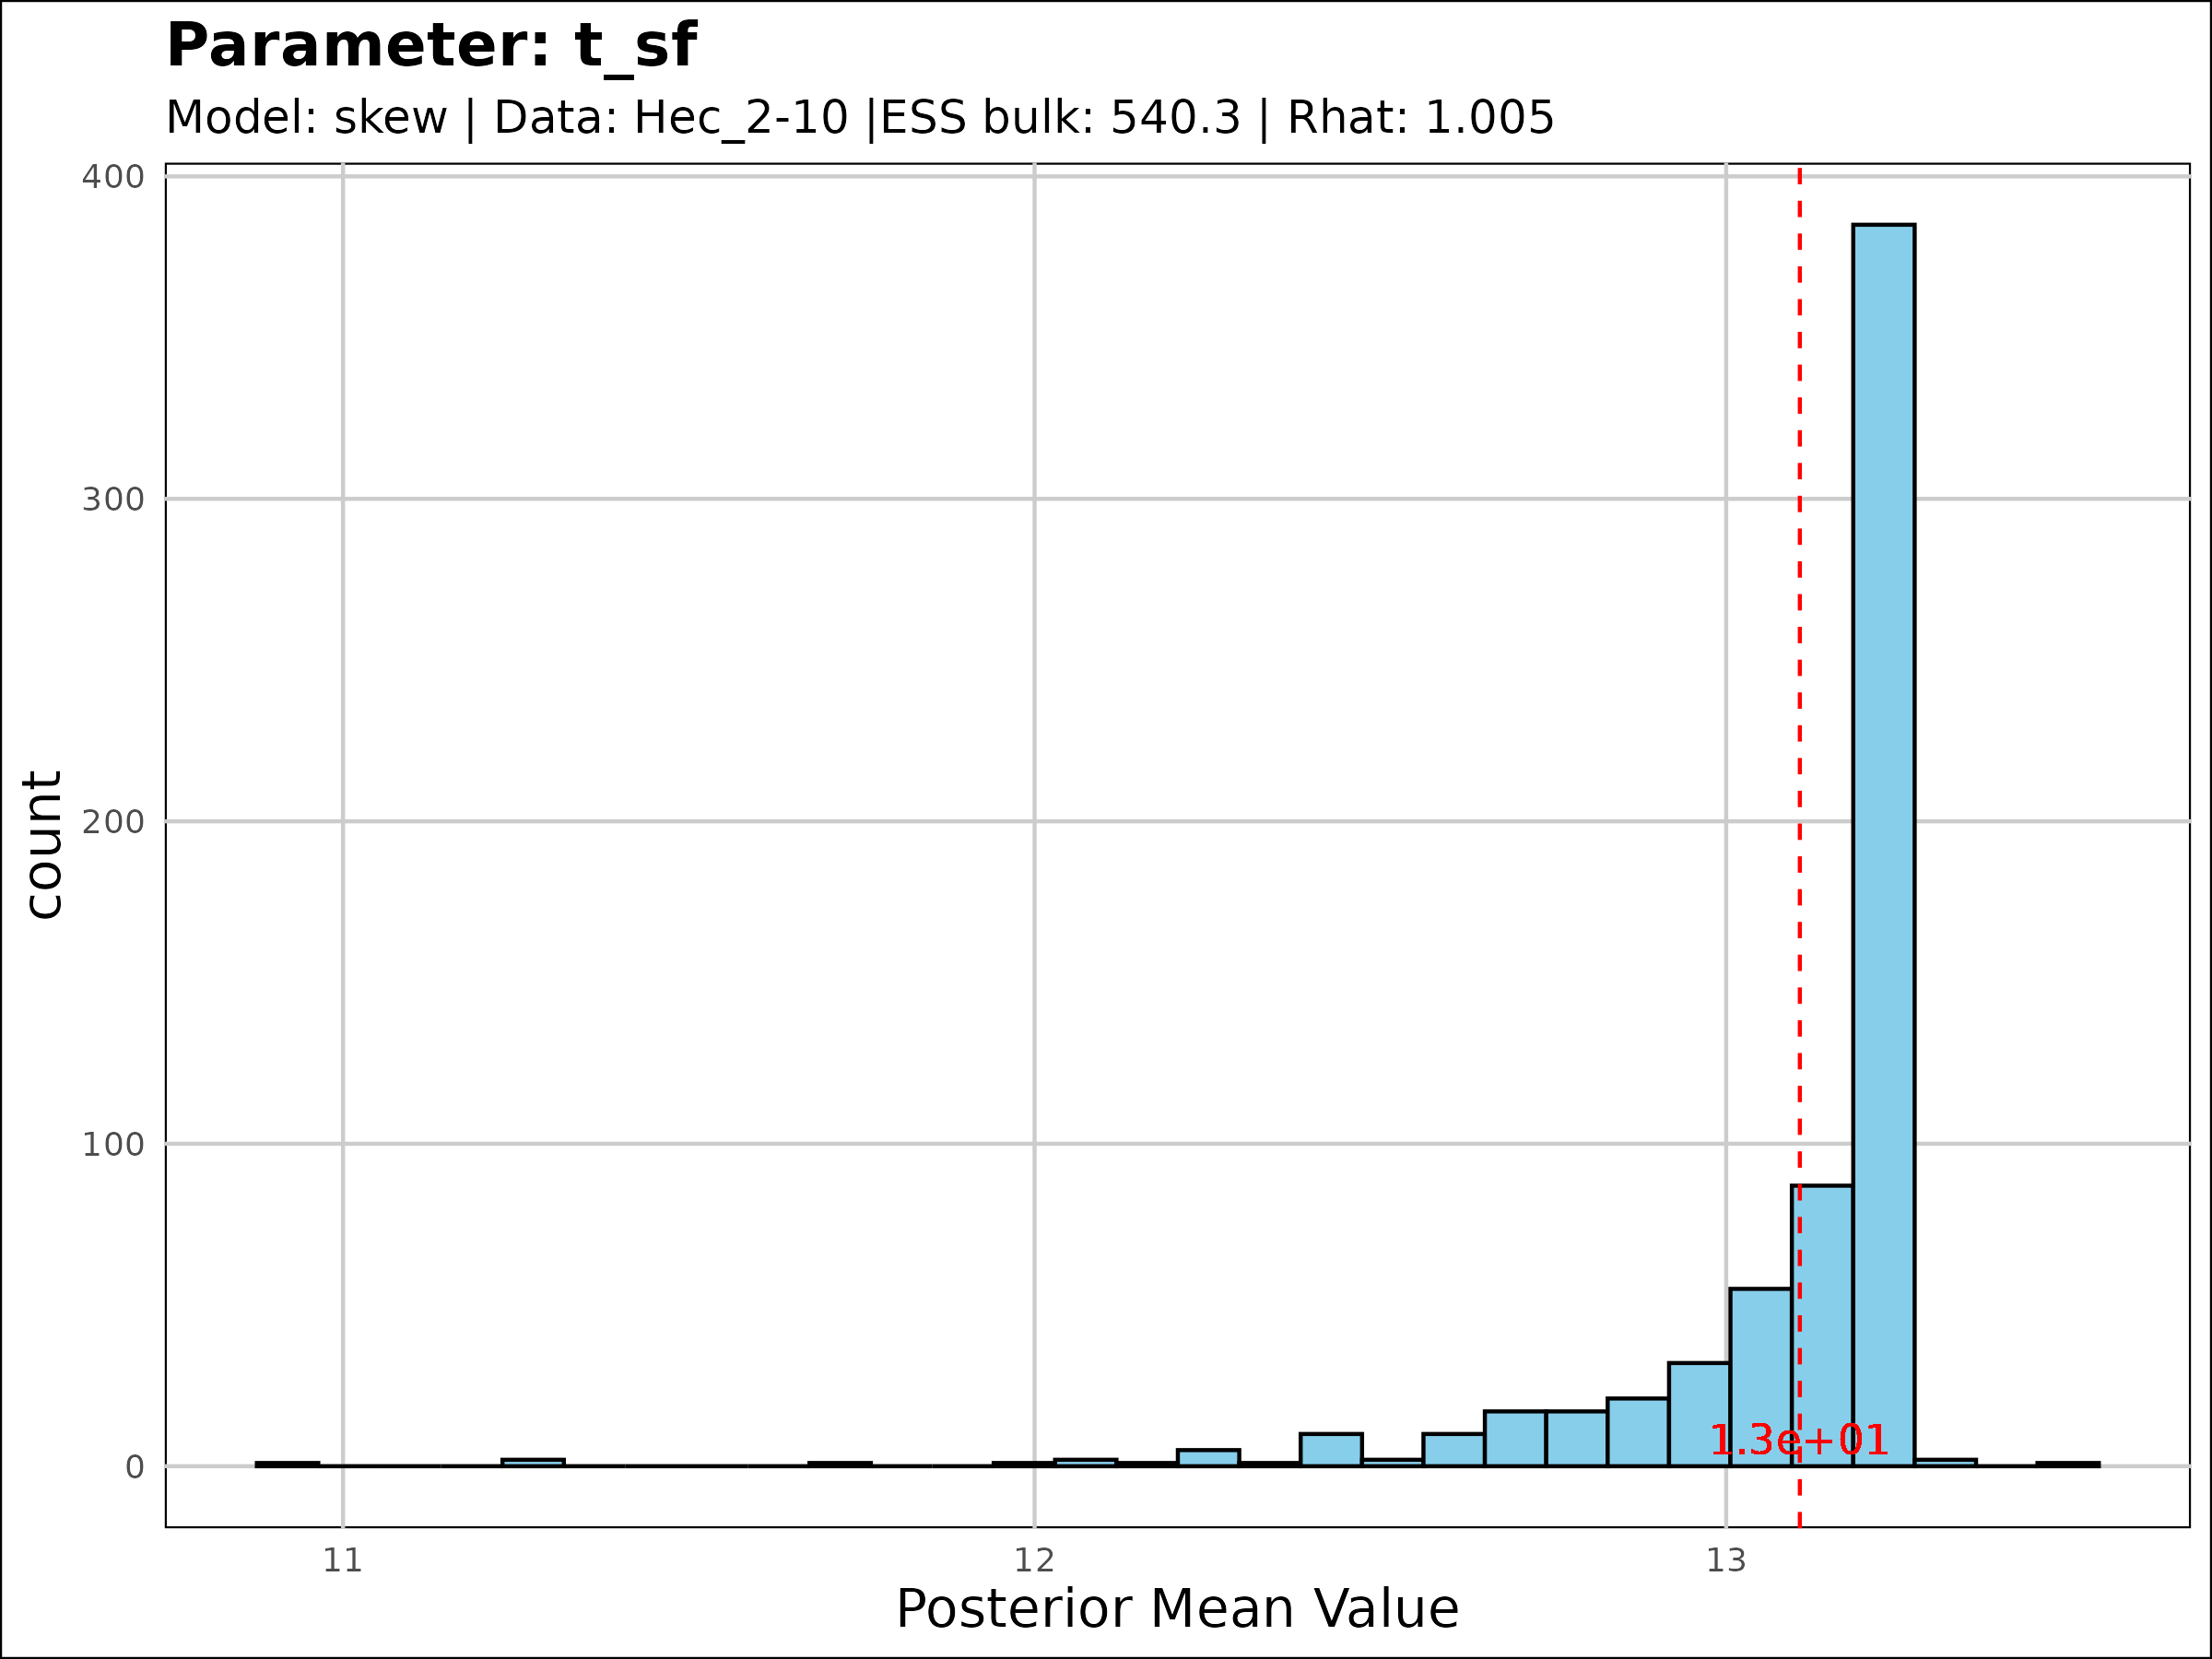 Parameter: t_sf
Model: skew | Data: Hec_2-10 |ESS bulk: 540.3 | Rhat: 1.005
400
300
200
100
0
count
1.3e+01
11 12 13
Posterior Mean Value